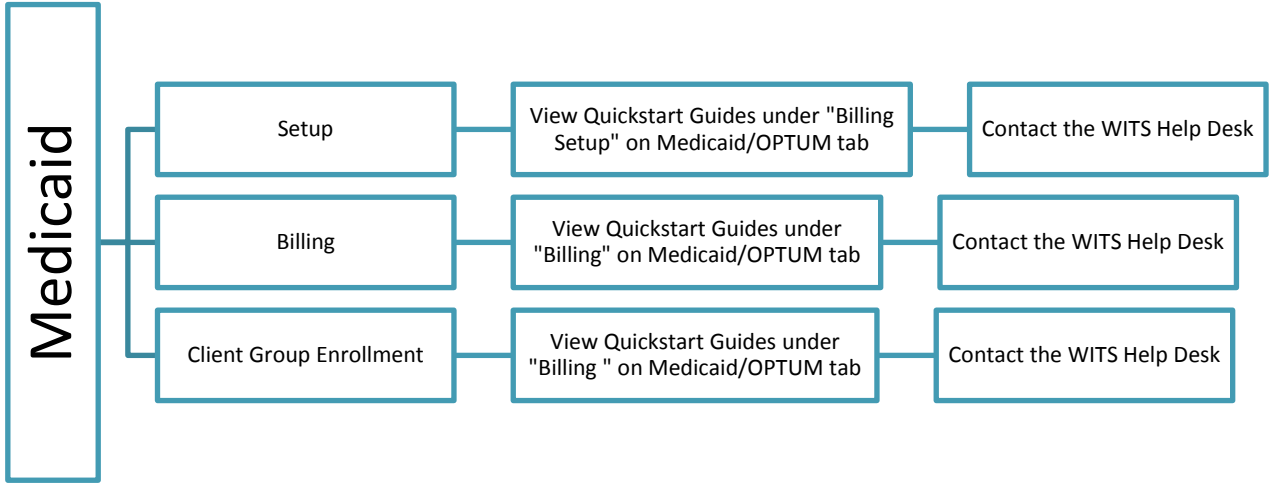 Medicaid
Setup
View Quickstart Guides under "Billing
Setup" on Medicaid/OPTUM tab
Contact the WITS Help Desk
Billing
View Quickstart Guides under
"Billing" on Medicaid/OPTUM tab
Contact the WITS Help Desk
Client Group Enrollment
View Quickstart Guides under
"Billing " on Medicaid/OPTUM tab
Contact the WITS Help Desk